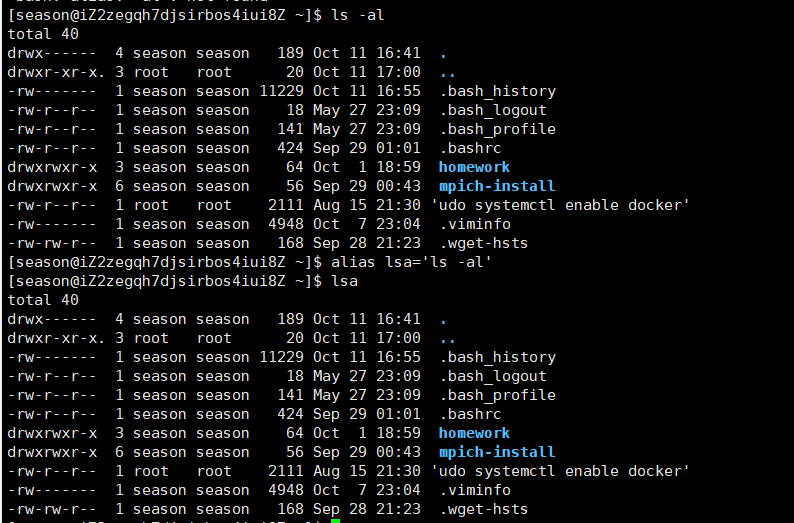 [season@iZ2zegqh7djsirbos4iui8Z ~]$ ls -al
total 40
drwx------  4 season season   189 Oct 11 16:41  .
drwxr-xr-x. 3 root   root      20 Oct 11 17:00  ..
-rw-------  1 season season 11229 Oct 11 16:55  .bash_history
-rw-r--r--  1 season season    18 May 27 23:09  .bash_logout
-rw-r--r--  1 season season   141 May 27 23:09  .bash_profile
-rw-r--r--  1 season season   424 Sep 29 01:01  .bashrc
drwxrwxr-x  3 season season    64 Oct  1 18:59  homework
drwxrwxr-x  6 season season    56 Sep 29 00:43  mpich-install
-rw-r--r--  1 root   root    2111 Aug 15 21:30 'udo systemctl enable docker'
-rw-------  1 season season  4948 Oct  7 23:04  .viminfo
-rw-rw-r--  1 season season   168 Sep 28 21:23  .wget-hsts
[season@iZ2zegqh7djsirbos4iui8Z ~]$ alias lsa='ls -al'
[season@iZ2zegqh7djsirbos4iui8Z ~]$ lsa
total 40
drwx------  4 season season   189 Oct 11 16:41  .
drwxr-xr-x. 3 root   root      20 Oct 11 17:00  ..
-rw-------  1 season season 11229 Oct 11 16:55  .bash_history
-rw-r--r--  1 season season    18 May 27 23:09  .bash_logout
-rw-r--r--  1 season season   141 May 27 23:09  .bash_profile
-rw-r--r--  1 season season   424 Sep 29 01:01  .bashrc
drwxrwxr-x  3 season season    64 Oct  1 18:59  homework
drwxrwxr-x  6 season season    56 Sep 29 00:43  mpich-install
-rw-r--r--  1 root   root    2111 Aug 15 21:30 'udo systemctl enable docker'
-rw-------  1 season season  4948 Oct  7 23:04  .viminfo
-rw-rw-r--  1 season season   168 Sep 28 21:23  .wget-hsts